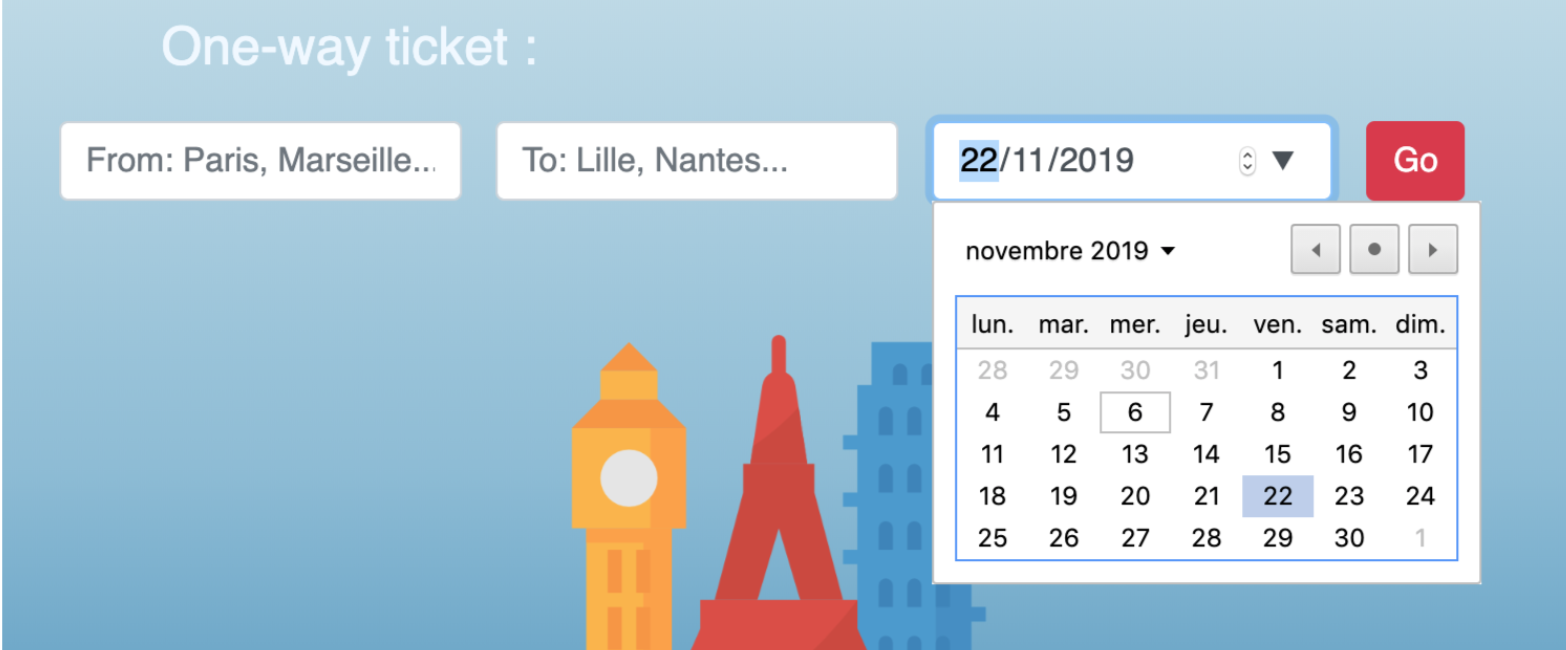 One-way ticket :
From: Paris, Marseille...
To: Lille, Nantes...
22/11/2019
Go
novembre 2019
lun. mar. mer. jeu. ven. sam. dim.
28 29 30 31 1 2 3
4 5 6 7 8 9 10
11 12 13 14 15 16 17
18 19 20 21 22 23 24
25 26 27 28 29 30 1